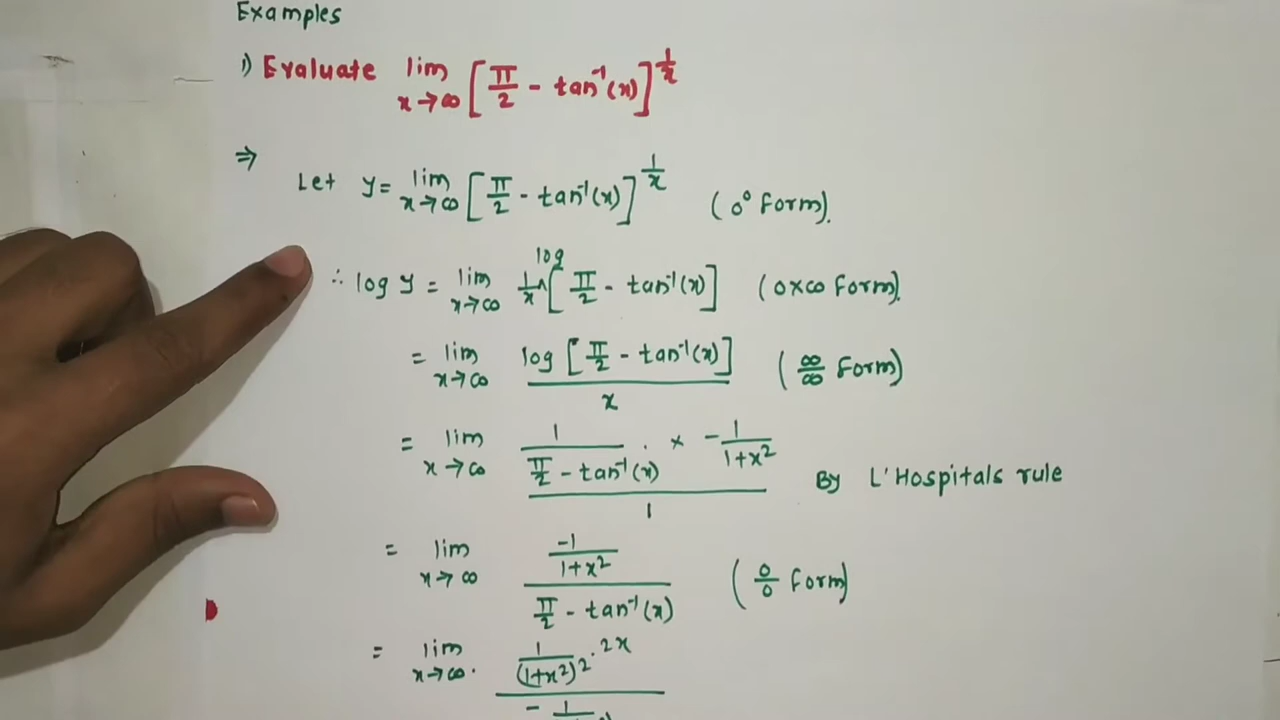 Examples
1) Evaluate lim x→∞ [π/2 - tan⁻¹(x)]^(1/x)
⇒
Let y = lim x→∞ [π/2 - tan⁻¹(x)]^(1/x) (0⁰ form).
∴ log y = lim x→∞ 1/x ^ log [π/2 - tan⁻¹(x)] (0×∞ form).
= lim x→∞ log [π/2 - tan⁻¹(x)] / x (∞/∞ form)
= lim x→∞ (1/(π/2 - tan⁻¹(x)) × -1/(1+x²)) / 1 By L'Hospitals rule
= lim x→∞ (-1/(1+x²)) / (π/2 - tan⁻¹(x)) (0/0 form)
= lim x→∞. (1/(1+x²)² · 2x) / (- 1